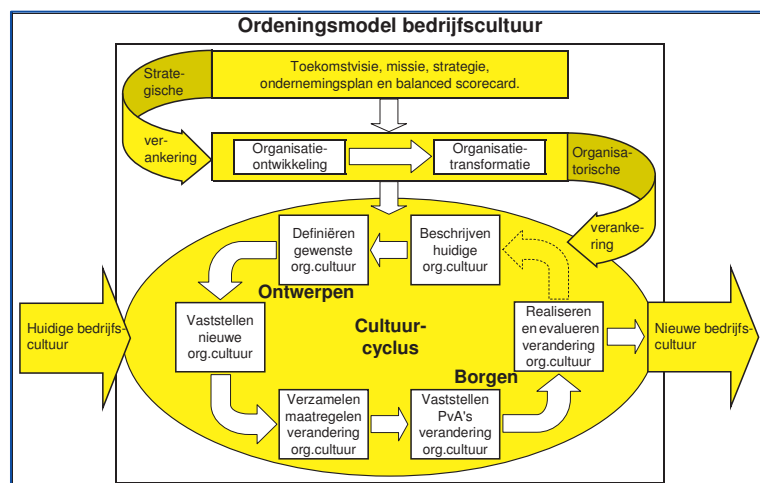 Ordeningsmodel bedrijfscultuur
Strate-
gische
ver-
ankering
Toekomstvisie, missie, strategie,
ondernemingsplan en balanced scorecard.
Organisatie-
ontwikkeling
Organisatie-
transformatie
Organisa-
torische
veranke-
ring
Definiëren
gewenste
org.cultuur
Beschrijven
huidige
org.cultuur
Ontwerpen
Huidige bedrijfs-
cultuur
Vaststellen
nieuwe
org.cultuur
Cultuur-
cyclus
Realiseren
en evalueren
verandering
org.cultuur
Nieuwe bedrijfs-
cultuur
Borgen
Verzamelen
maatregelen
verandering
org.cultuur
Vaststellen
PvA's
verandering
org.cultuur